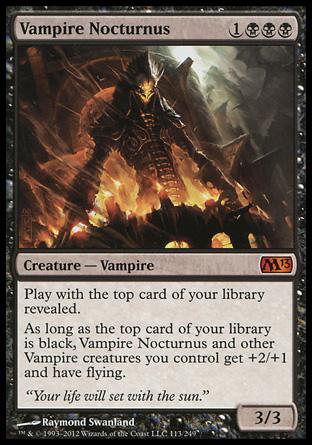 Vampire Nocturnus 1
Creature — Vampire M13
Play with the top card of your library
revealed.
As long as the top card of your library
is black, Vampire Nocturnus and other
Vampire creatures you control get +2/+1
and have flying.
“Your life will set with the sun.”
Raymond Swanland
™ & © 1993–2012 Wizards of the Coast LLC 113/249
3/3